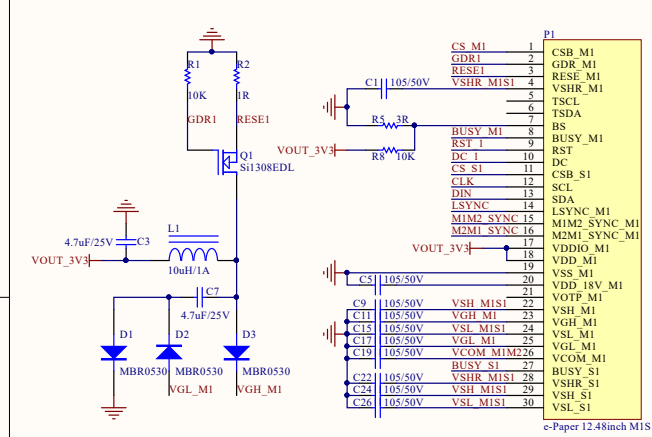 P1
CS_M1 1 CSB_M1
GDR1 2 GDR_M1
RESE1 3 RESE_M1
C1 105/50V VSHR_M1S1 4 VSHR_M1
5 TSCL
6 TSDA
R5 3R 7 BS
BUSY_M1 8 BUSY_M1
VOUT_3V3 R8 10K
RST_1 9 RST
DC_1 10 DC
CS_S1 11 CSB_S1
CLK 12 SCL
DIN 13 SDA
LSYNC 14 LSYNC_M1
M1M2_SYNC 15 M1M2_SYNC_M1
M2M1_SYNC 16 M2M1_SYNC_M1
VOUT_3V3 17 VDDIO_M1
18 VDD_M1
19 VSS_M1
C5 105/50V 20 VDD_18V_M1
21 VOTP_M1
C9 105/50V VSH_M1S1 22 VSH_M1
C11 105/50V VGH_M1 23 VGH_M1
C15 105/50V VSL_M1S1 24 VSL_M1
C17 105/50V VGL_M1 25 VGL_M1
C19 105/50V VCOM_M1M2 26 VCOM_M1
BUSY_S1 27 BUSY_S1
C22 105/50V VSHR_M1S1 28 VSHR_S1
C24 105/50V VSH_M1S1 29 VSH_S1
C26 105/50V VSL_M1S1 30 VSL_S1
e-Paper 12.48inch M1S
R1 R2
10K 1R
GDR1 RESE1
Q1
Si1308EDL
L1
4.7uF/25V C3
VOUT_3V3
10uH/1A
C7
4.7uF/25V
D1 D2 D3
MBR0530 MBR0530 MBR0530
VGL_M1 VGH_M1